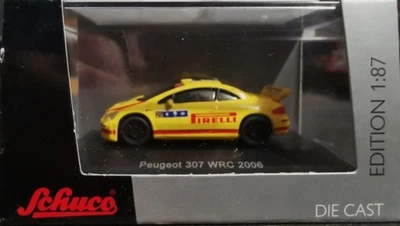 PIRELLI
Peugeot 307 WRC 2006
EDITION 1:87
Schuco
DIE CAST